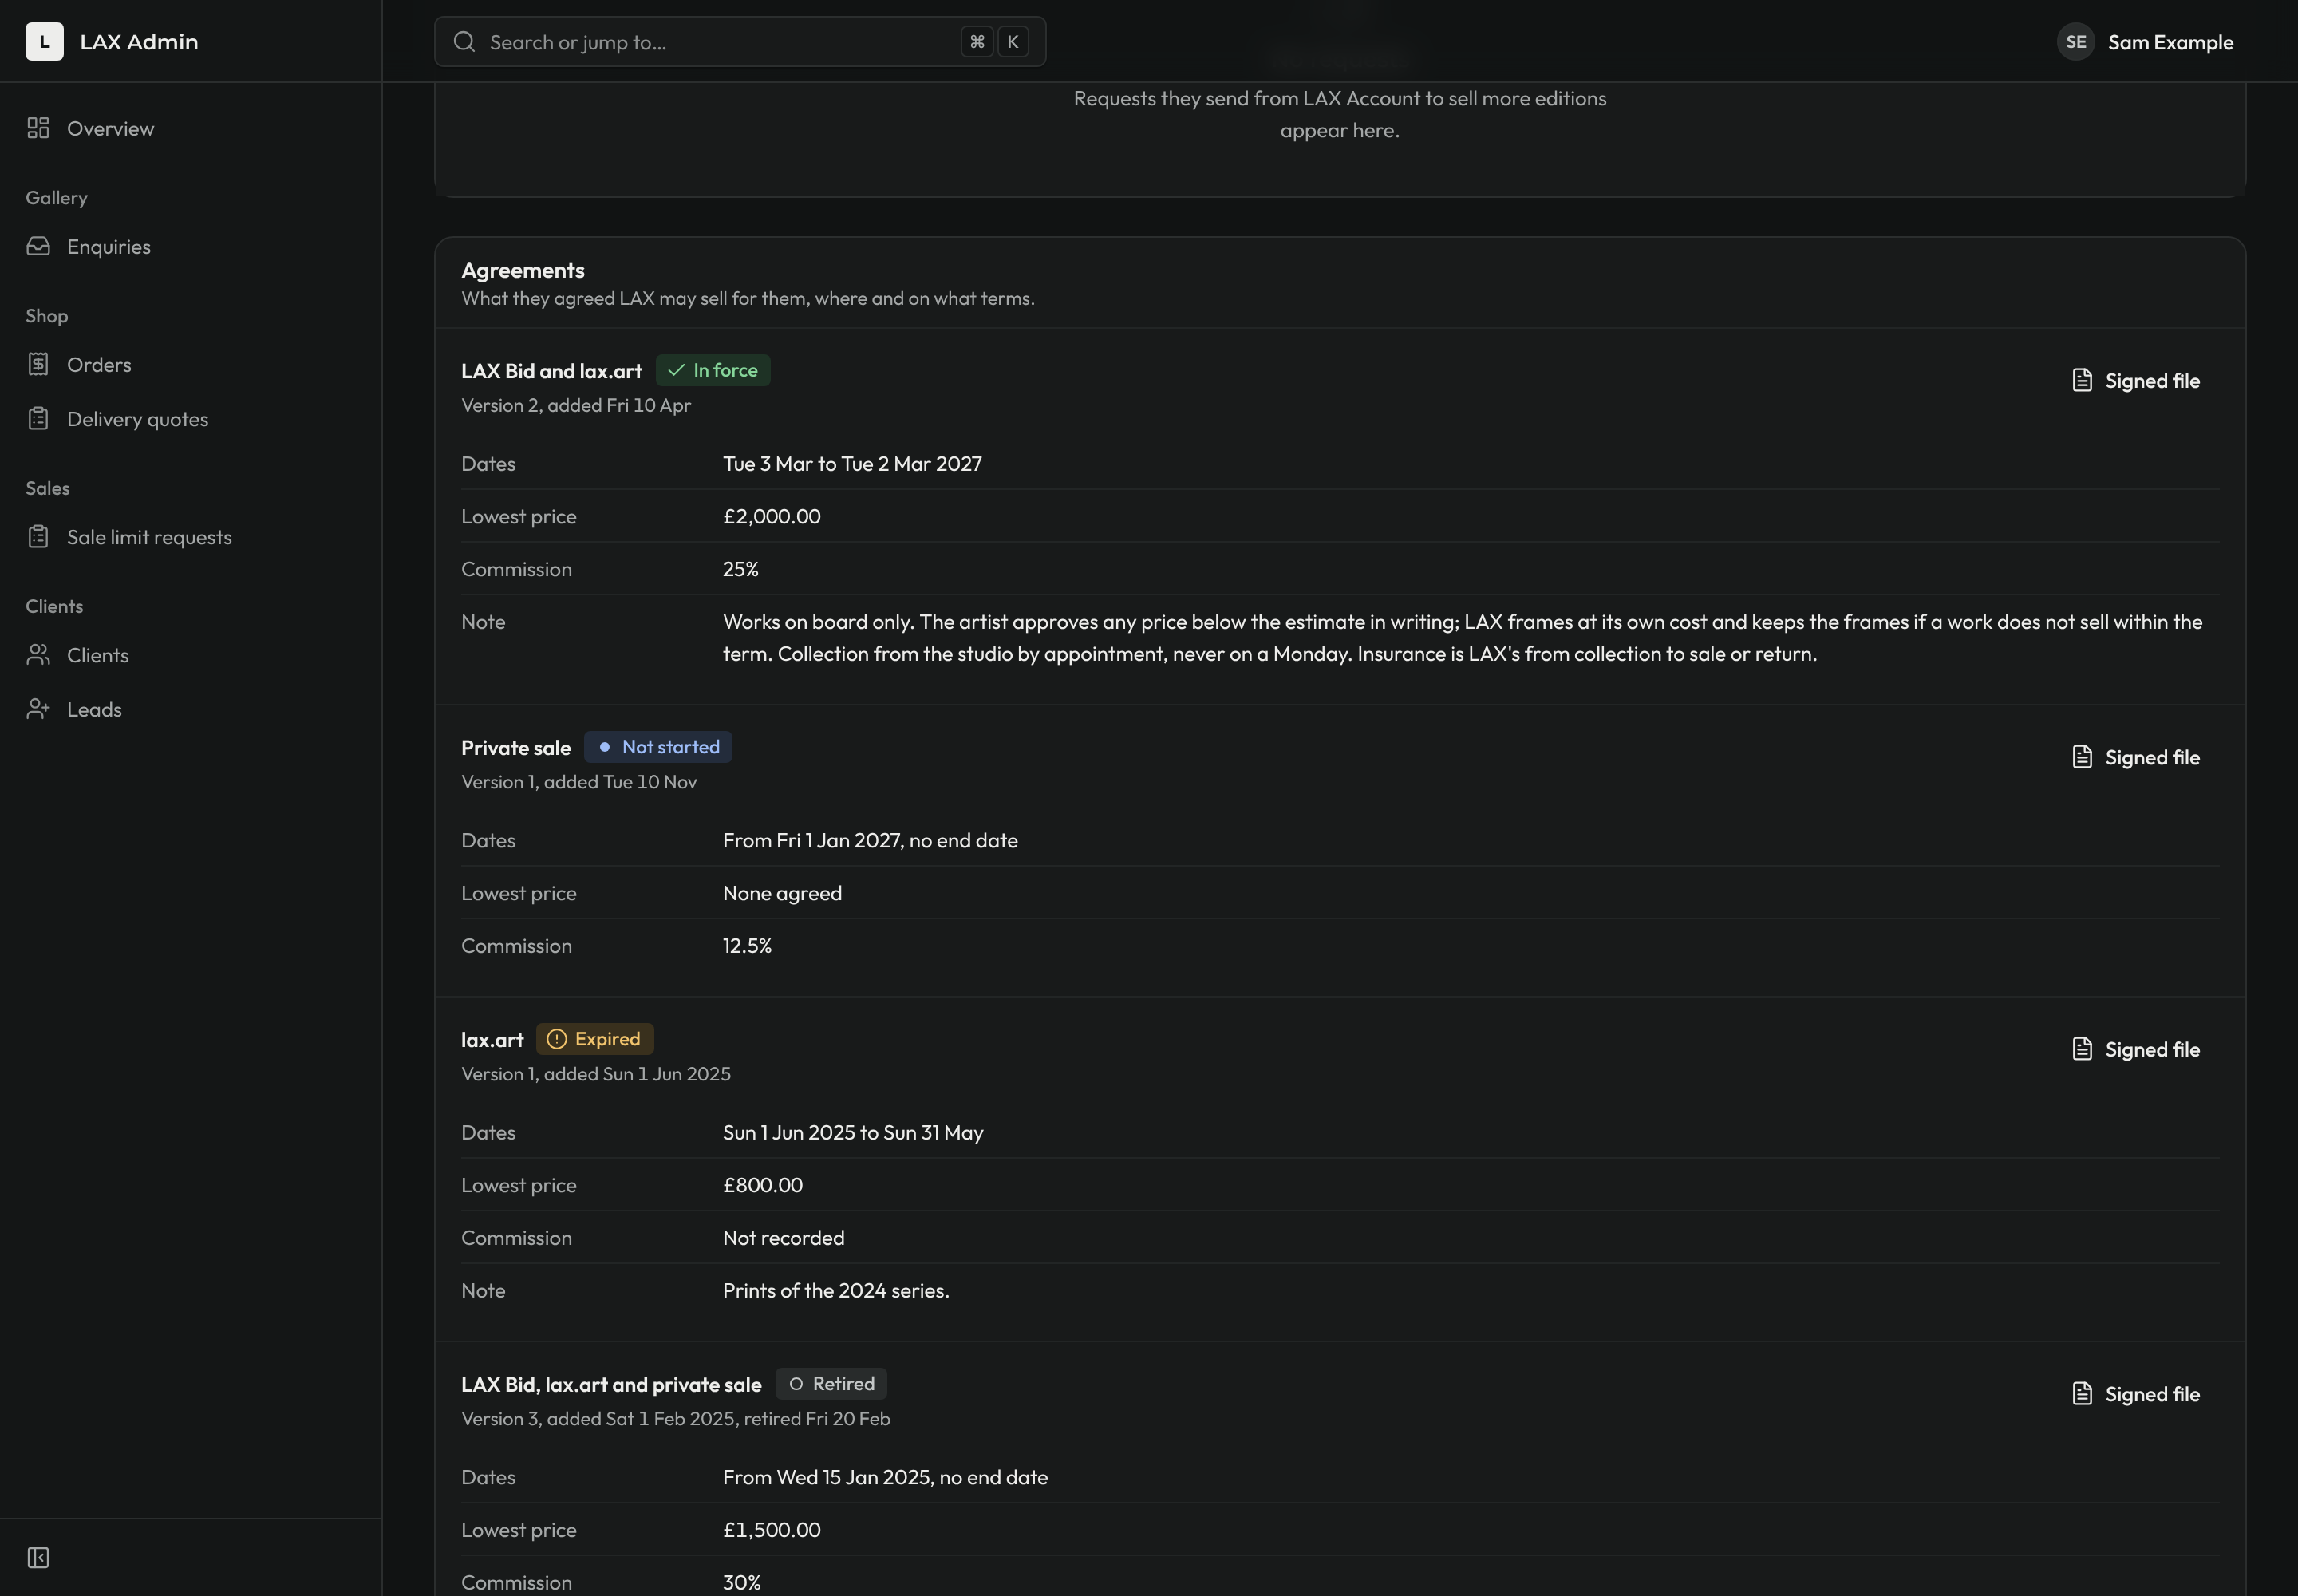 L
LAX Admin
Search or jump to...
⌘ K
SE
Sam Example
Overview
Gallery
Enquiries
Shop
Orders
Delivery quotes
Sales
Sale limit requests
Clients
Clients
Leads
Requests they send from LAX Account to sell more editions
appear here.
Agreements
What they agreed LAX may sell for them, where and on what terms.
LAX Bid and lax.art
In force
Signed file
Version 2, added Fri 10 Apr
Dates
Tue 3 Mar to Tue 2 Mar 2027
Lowest price
£2,000.00
Commission
25%
Note
Works on board only. The artist approves any price below the estimate in writing; LAX frames at its own cost and keeps the frames if a work does not sell within the
term. Collection from the studio by appointment, never on a Monday. Insurance is LAX's from collection to sale or return.
Private sale
Not started
Signed file
Version 1, added Tue 10 Nov
Dates
From Fri 1 Jan 2027, no end date
Lowest price
None agreed
Commission
12.5%
lax.art
Expired
Signed file
Version 1, added Sun 1 Jun 2025
Dates
Sun 1 Jun 2025 to Sun 31 May
Lowest price
£800.00
Commission
Not recorded
Note
Prints of the 2024 series.
LAX Bid, lax.art and private sale
Retired
Signed file
Version 3, added Sat 1 Feb 2025, retired Fri 20 Feb
Dates
From Wed 15 Jan 2025, no end date
Lowest price
£1,500.00
Commission
30%